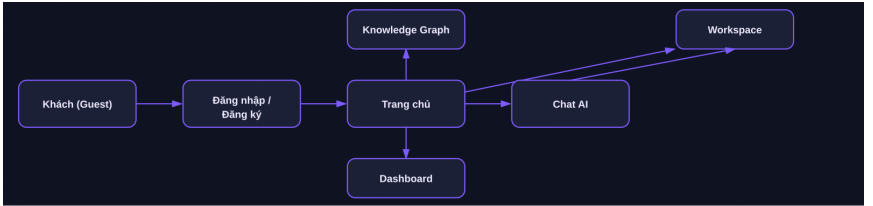 Knowledge Graph
Workspace
Khách (Guest)
Đăng nhập /
Đăng ký
Trang chủ
Chat AI
Dashboard